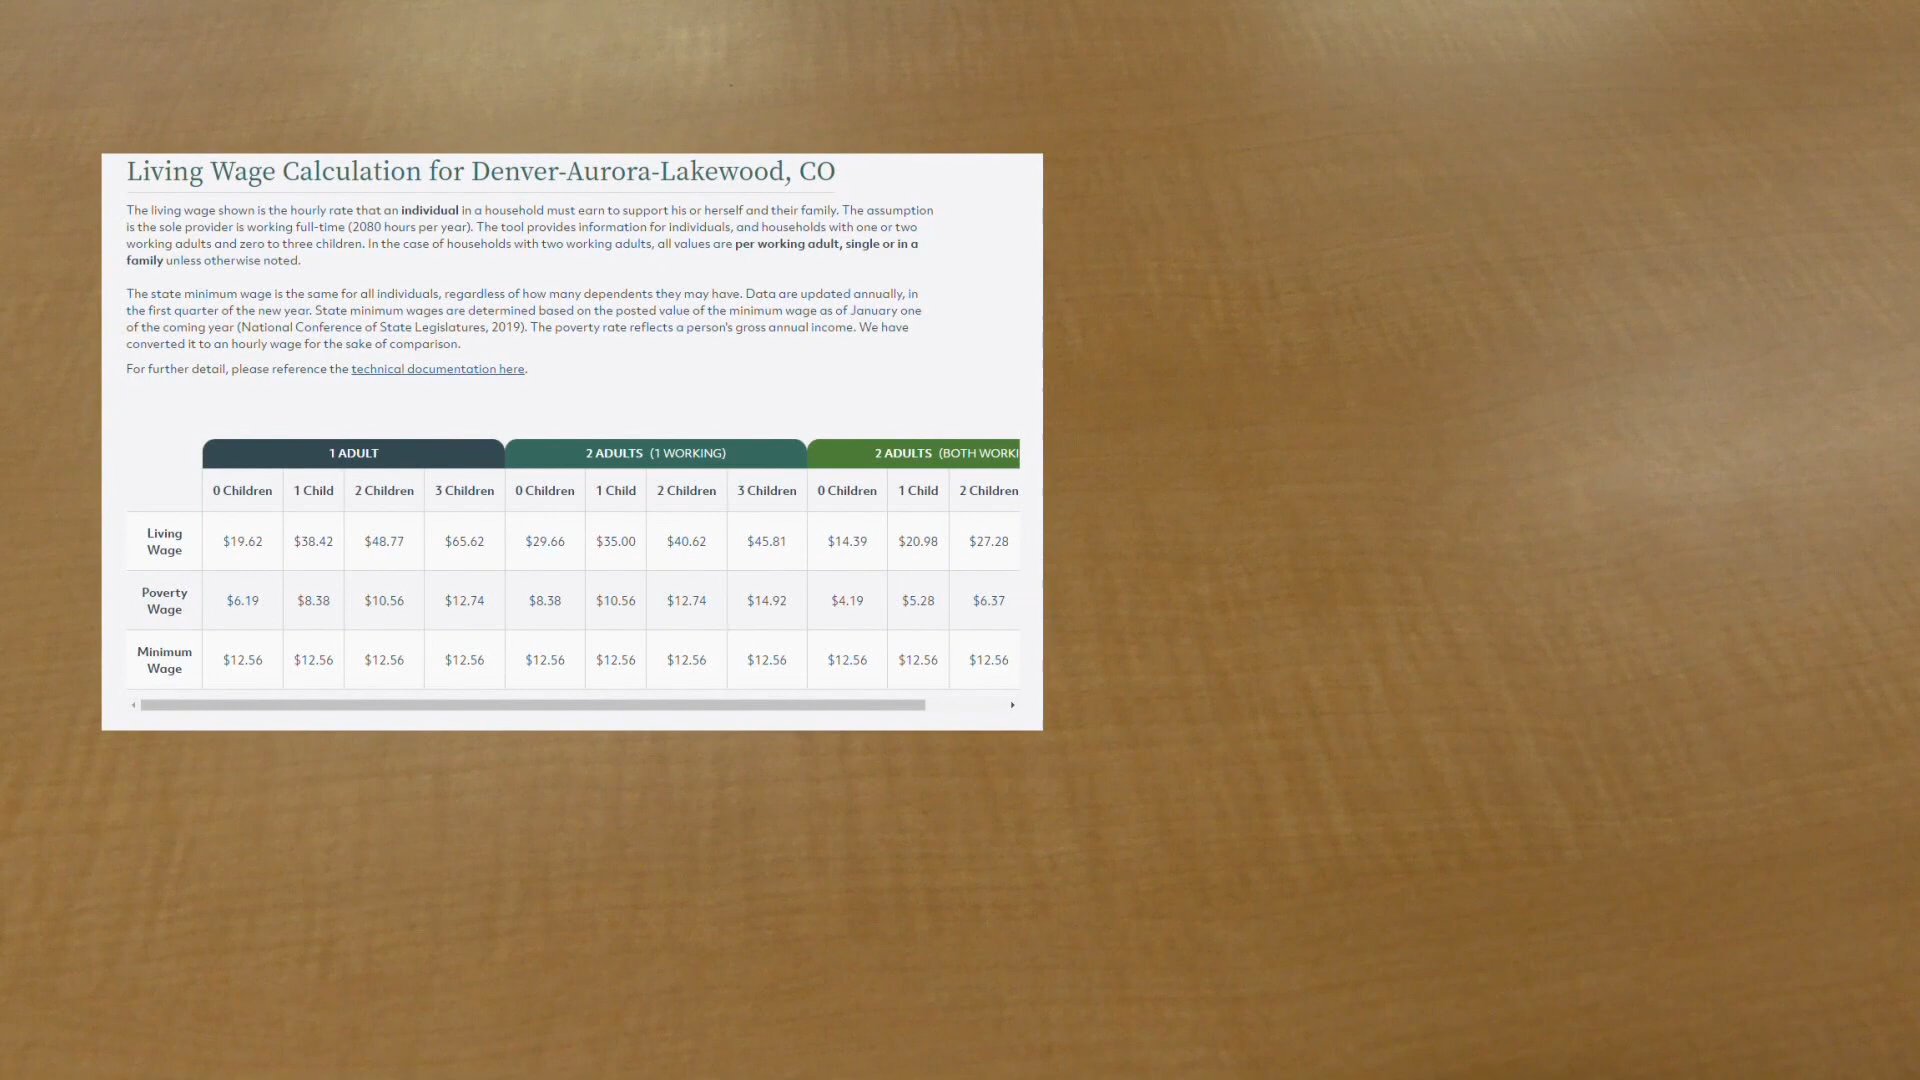 Living Wage Calculation for Denver-Aurora-Lakewood, CO
The living wage shown is the hourly rate that an individual in a household must earn to support his or herself and their family. The assumption
is the sole provider is working full-time (2080 hours per year). The tool provides information for individuals, and households with one or two
working adults and zero to three children. In the case of households with two working adults, all values are per working adult, single or in a
family unless otherwise noted.
The state minimum wage is the same for all individuals, regardless of how many dependents they may have. Data are updated annually, in
the first quarter of the new year. State minimum wages are determined based on the posted value of the minimum wage as of January one
of the coming year (National Conference of State Legislatures, 2019). The poverty rate reflects a person's gross annual income. We have
converted it to an hourly wage for the sake of comparison.
For further detail, please reference the technical documentation here.
1 ADULT 2 ADULTS (1 WORKING) 2 ADULTS (BOTH WORKI
0 Children 1 Child 2 Children 3 Children 0 Children 1 Child 2 Children 3 Children 0 Children 1 Child 2 Children
Living Wage $19.62 $38.42 $48.77 $65.62 $29.66 $35.00 $40.62 $45.81 $14.39 $20.98 $27.28
Poverty Wage $6.19 $8.38 $10.56 $12.74 $8.38 $10.56 $12.74 $14.92 $4.19 $5.28 $6.37
Minimum Wage $12.56 $12.56 $12.56 $12.56 $12.56 $12.56 $12.56 $12.56 $12.56 $12.56 $12.56